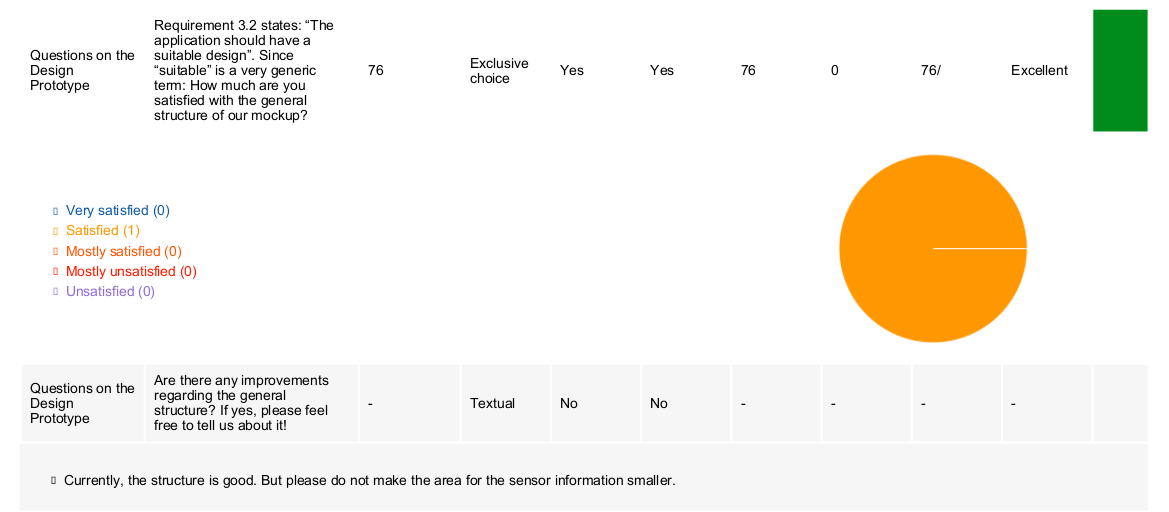 Questions on the
Design
Prototype
Requirement 3.2 states: “The
application should have a
suitable design”. Since
“suitable” is a very generic
term: How much are you
satisfied with the general
structure of our mockup?
76
Exclusive
choice
Yes
Yes
76
0
76/
Excellent
Very satisfied (0)
Satisfied (1)
Mostly satisfied (0)
Mostly unsatisfied (0)
Unsatisfied (0)
Questions on the
Design
Prototype
Are there any improvements
regarding the general
structure? If yes, please feel
free to tell us about it!
-
Textual
No
No
-
-
-
-
Currently, the structure is good. But please do not make the area for the sensor information smaller.